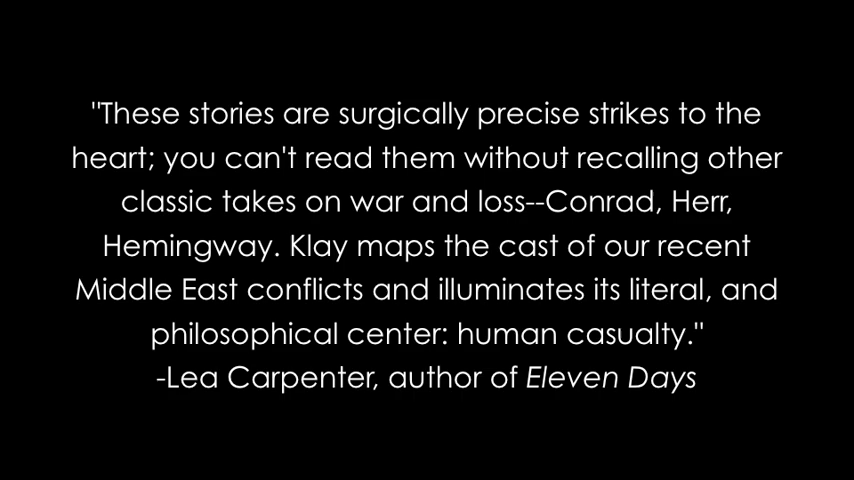 "These stories are surgically precise strikes to the
heart; you can't read them without recalling other
classic takes on war and loss--Conrad, Herr,
Hemingway. Klay maps the cast of our recent
Middle East conflicts and illuminates its literal, and
philosophical center: human casualty."
-Lea Carpenter, author of Eleven Days